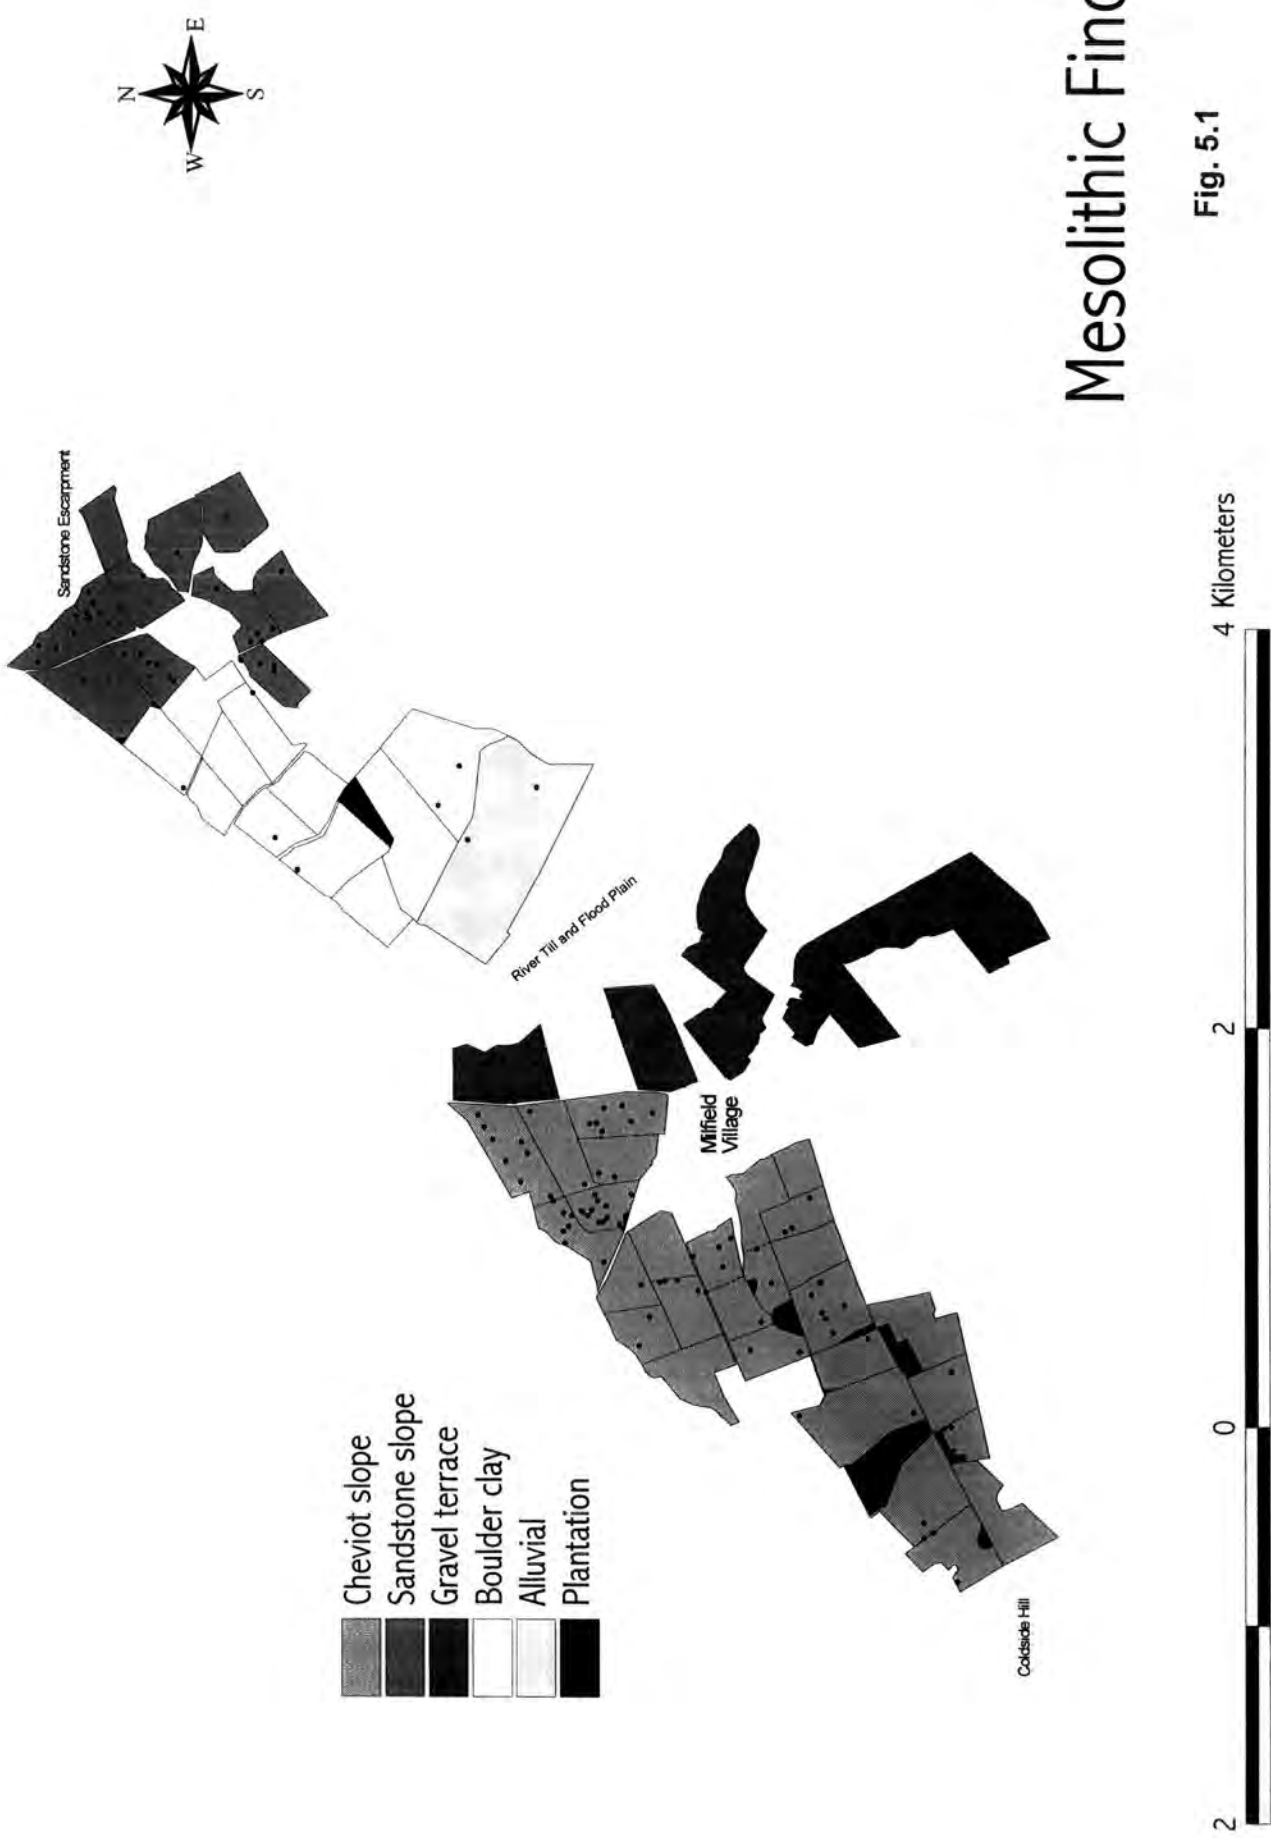 N
W
E
S
Sandstone Escarpment
River Till and Flood Plain
Milfield
Village
Coldside Hill
Cheviot slope
Sandstone slope
Gravel terrace
Boulder clay
Alluvial
Plantation
2
0
2
4 Kilometers
Mesolithic Find
Fig. 5.1